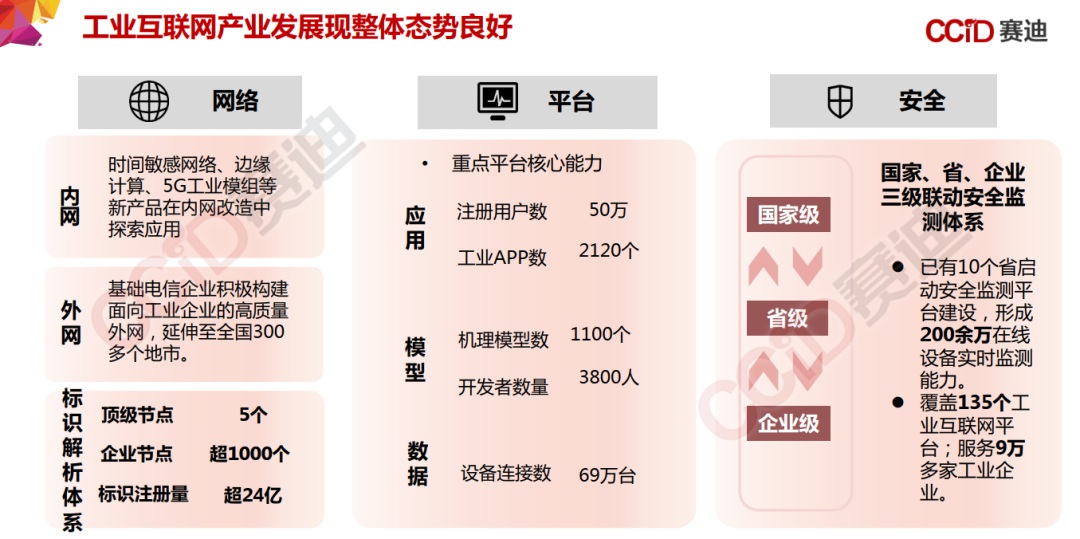 工业互联网产业发展现整体态势良好
CCiD 赛迪
网络
内网
时间敏感网络、边缘
计算、5G工业模组等
新产品在内网改造中
探索应用
外网
基础电信企业积极构建
面向工业企业的高质量
外网，延伸至全国300
多个地市。
标识解析体系
顶级节点 5个
企业节点 超1000个
标识注册量 超24亿
平台
• 重点平台核心能力
应用
注册用户数 50万
工业APP数 2120个
模型
机理模型数 1100个
开发者数量 3800人
数据
设备连接数 69万台
安全
国家级
省级
企业级
国家、省、企业
三级联动安全监
测体系
● 已有10个省启
动安全监测平
台建设，形成
200余万在线
设备实时监测
能力。
● 覆盖135个工
业互联网平
台；服务9万
多家工业企
业。
CCiD赛迪
CCiD赛迪